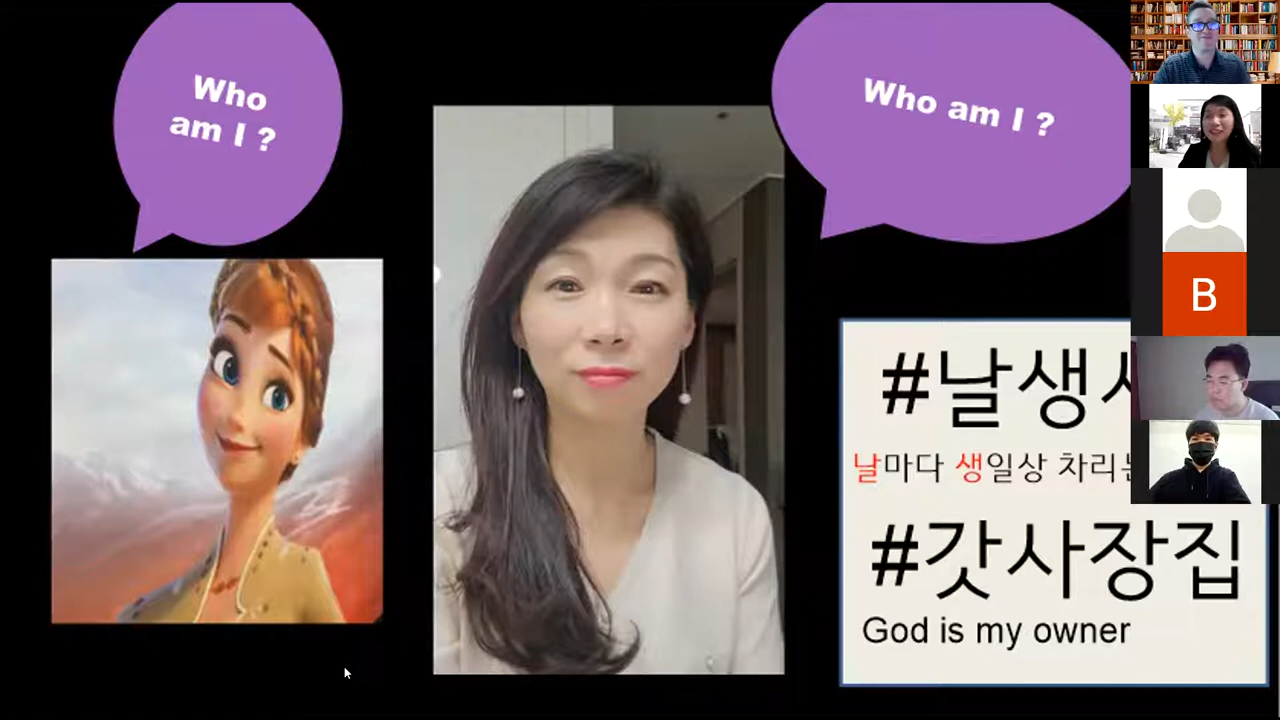 Who
am I ?
Who am I ?
B
#날생
날마다 생일상 차리
#갓사장집
God is my owner